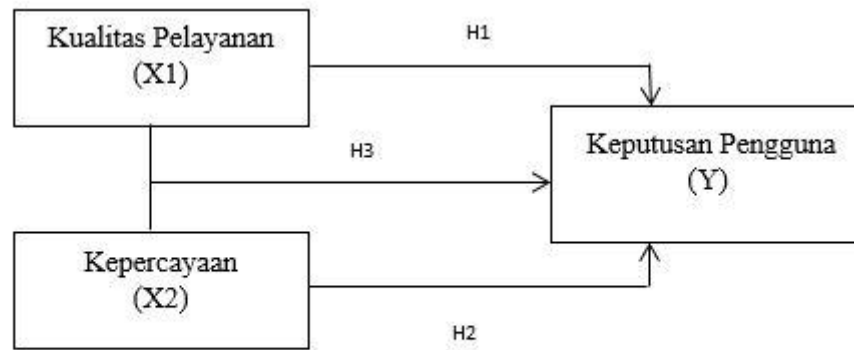 Kualitas Pelayanan
(X1)
H1
Keputusan Pengguna
(Y)
H3
Kepercayaan
(X2)
H2